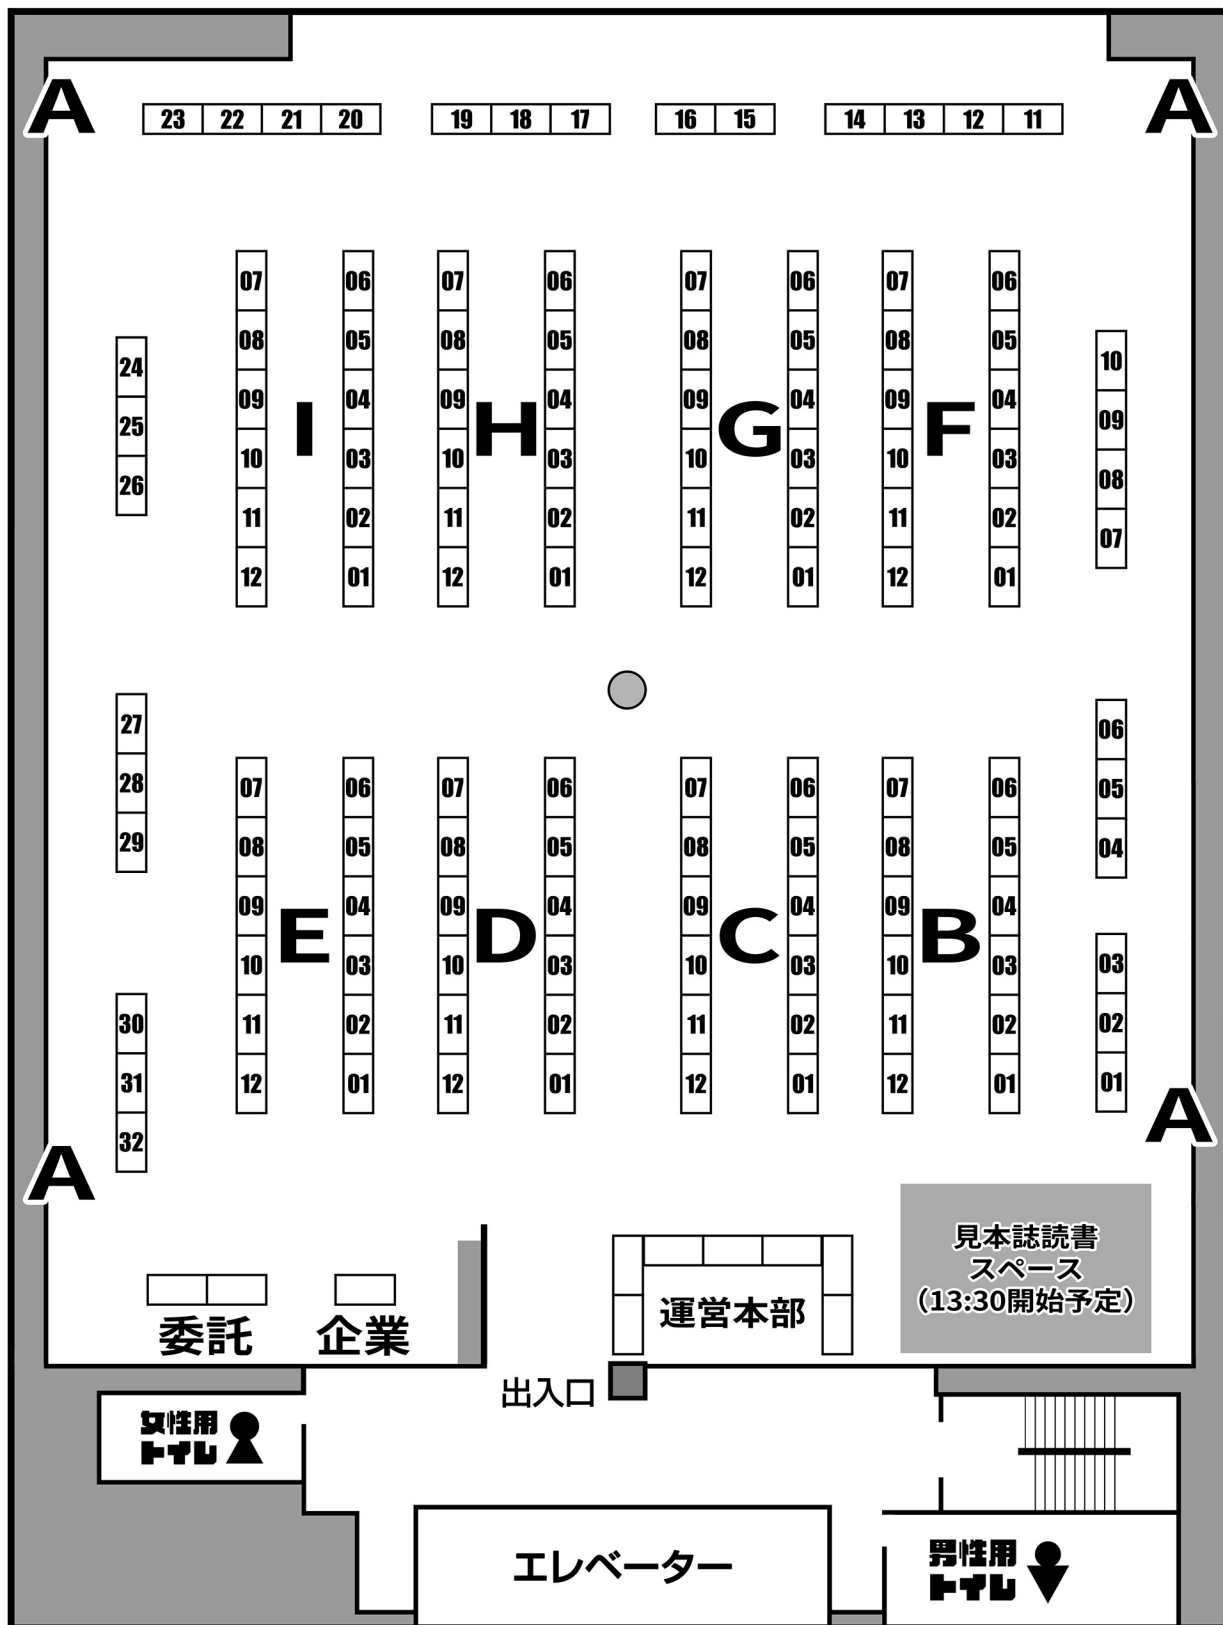 A
A
23 22 21 20
19 18 17
16 15
14 13 12 11
07 06 07 06 07 06 07 06
08 05 08 05 08 05 08 05
09 04 09 04 09 04 09 04
I H G F
10 03 10 03 10 03 10 03
11 02 11 02 11 02 11 02
12 01 12 01 12 01 12 01
24
25
26
10
09
08
07
27
28
29
06
05
04
07 06 07 06 07 06 07 06
08 05 08 05 08 05 08 05
09 04 09 04 09 04 09 04
E D C B
10 03 10 03 10 03 10 03
11 02 11 02 11 02 11 02
12 01 12 01 12 01 12 01
30
31
32
03
02
01
A
A
見本誌読書
スペース
(13:30開始予定)
委託
企業
運営本部
出入口
女性用
トイレ
エレベーター
男性用
トイレ